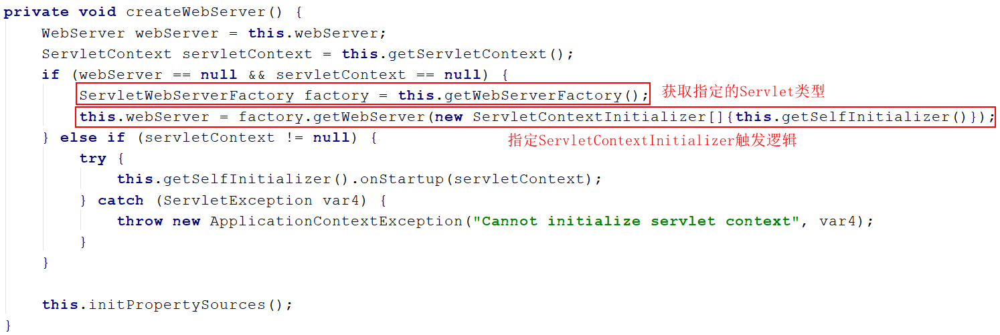 private void createWebServer() {
    WebServer webServer = this.webServer;
    ServletContext servletContext = this.getServletContext();
    if (webServer == null && servletContext == null) {
        ServletWebServerFactory factory = this.getWebServerFactory(); 获取指定的Servlet类型
        this.webServer = factory.getWebServer(new ServletContextInitializer[]{this.getSelfInitializer()});
    } else if (servletContext != null) { 指定ServletContextInitializer触发逻辑
        try {
            this.getSelfInitializer().onStartup(servletContext);
        } catch (ServletException var4) {
            throw new ApplicationContextException("Cannot initialize servlet context", var4);
        }
    }
    this.initPropertySources();
}